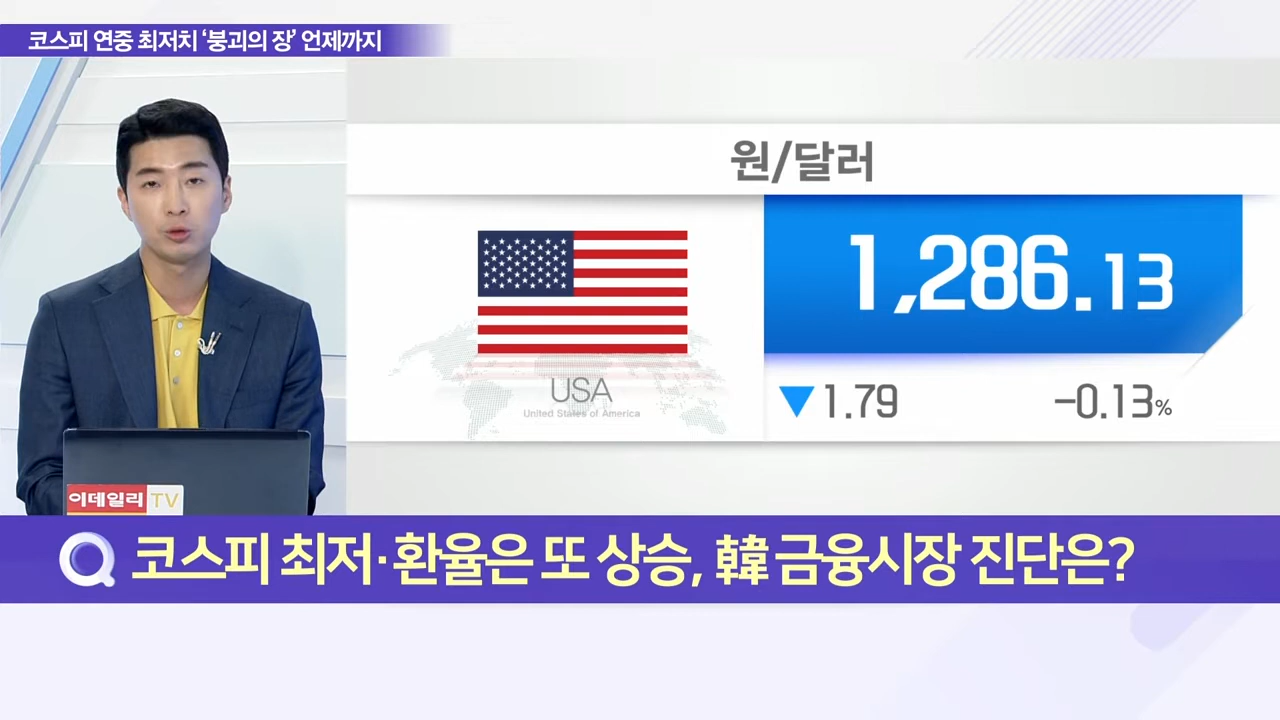 코스피 연중 최저치 ‘붕괴의 장’ 언제까지
원/달러
1,286.13
USA
United States of America
▼1.79 -0.13%
이데일리 TV
Q 코스피 최저·환율은 또 상승, 韓 금융시장 진단은?